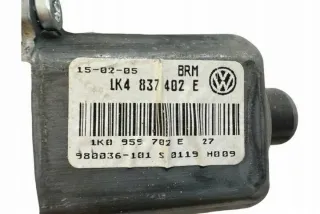 15-02-05 BRM
1K4 837 402 E
1K0 959 702 E 27
980036-101 S 0119 H009